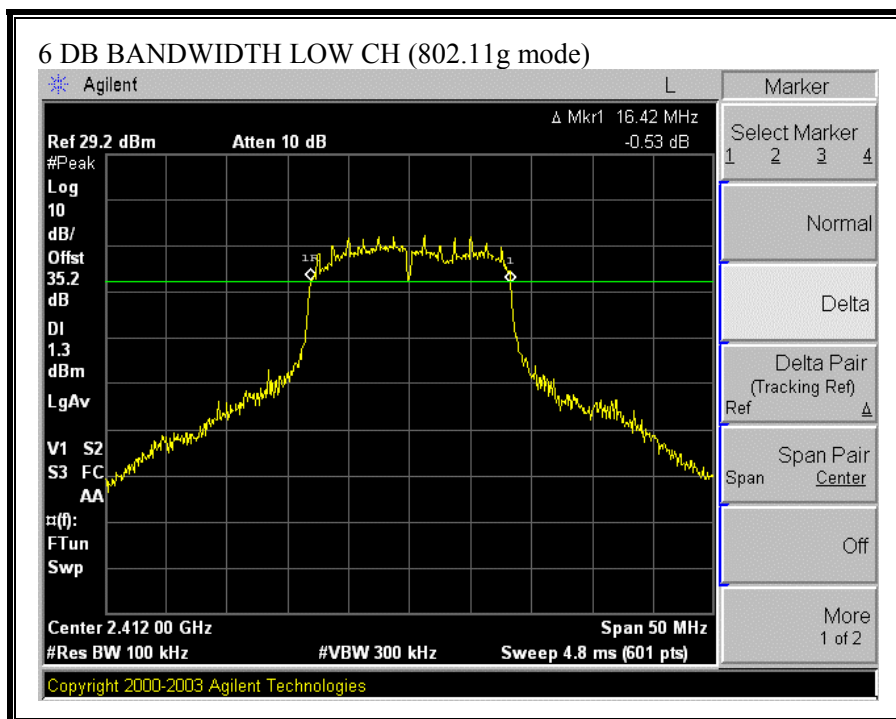 6 DB BANDWIDTH LOW CH (802.11g mode)
Agilent L Marker
Δ Mkr1 16.42 MHz
Ref 29.2 dBm Atten 10 dB -0.53 dB
#Peak
Log
10
dB/
Offst
35.2
dB
DI
1.3
dBm
LgAv
V1 S2
S3 FC
AA
¤(f):
FTun
Swp
1R
1
Center 2.412 00 GHz Span 50 MHz
#Res BW 100 kHz #VBW 300 kHz Sweep 4.8 ms (601 pts)
Copyright 2000-2003 Agilent Technologies
Select Marker
1 2 3 4
Normal
Delta
Delta Pair
(Tracking Ref)
Ref Δ
Span Pair
Span Center
Off
More
1 of 2